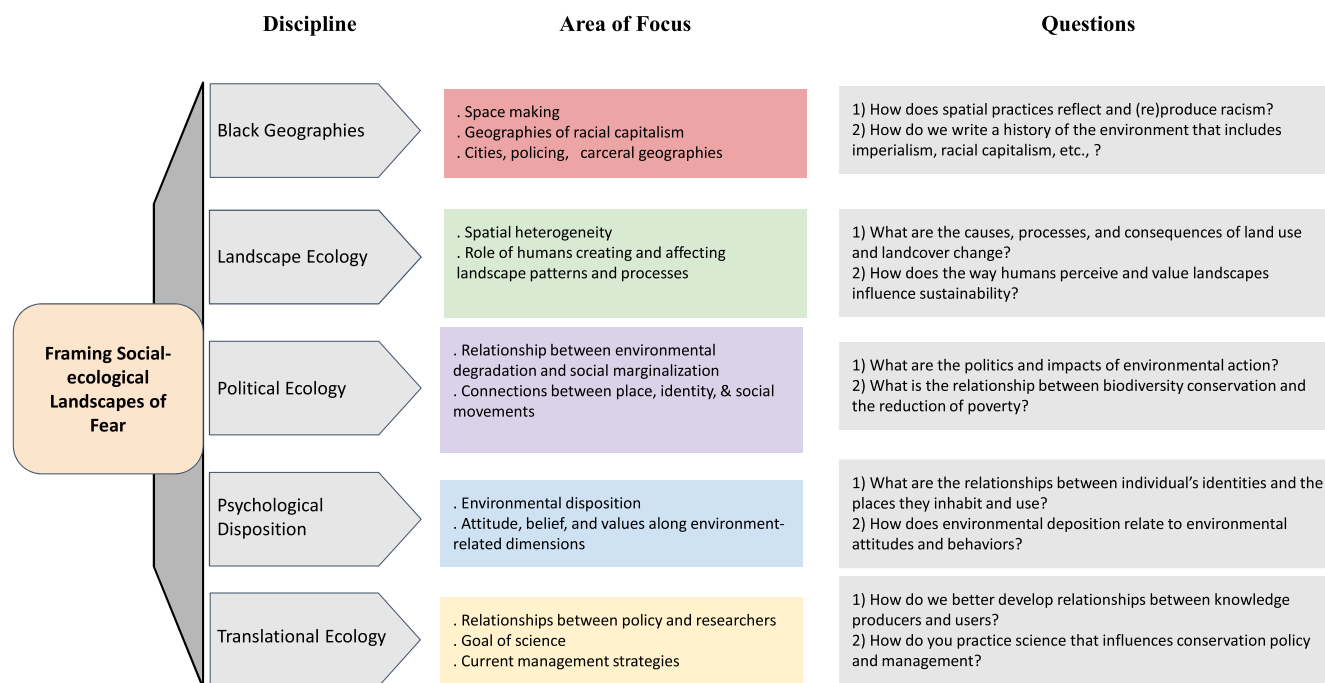 Discipline
Area of Focus
Questions
Framing Social-
ecological
Landscapes of
Fear
Black Geographies
. Space making
. Geographies of racial capitalism
. Cities, policing, carceral geographies
1) How does spatial practices reflect and (re)produce racism?
2) How do we write a history of the environment that includes
imperialism, racial capitalism, etc., ?
Landscape Ecology
. Spatial heterogeneity
. Role of humans creating and affecting
landscape patterns and processes
1) What are the causes, processes, and consequences of land use
and landcover change?
2) How does the way humans perceive and value landscapes
influence sustainability?
Political Ecology
. Relationship between environmental
degradation and social marginalization
. Connections between place, identity, & social
movements
1) What are the politics and impacts of environmental action?
2) What is the relationship between biodiversity conservation and
the reduction of poverty?
Psychological
Disposition
. Environmental disposition
. Attitude, belief, and values along environment-
related dimensions
1) What are the relationships between individual’s identities and the
places they inhabit and use?
2) How does environmental deposition relate to environmental
attitudes and behaviors?
Translational Ecology
. Relationships between policy and researchers
. Goal of science
. Current management strategies
1) How do we better develop relationships between knowledge
producers and users?
2) How do you practice science that influences conservation policy
and management?